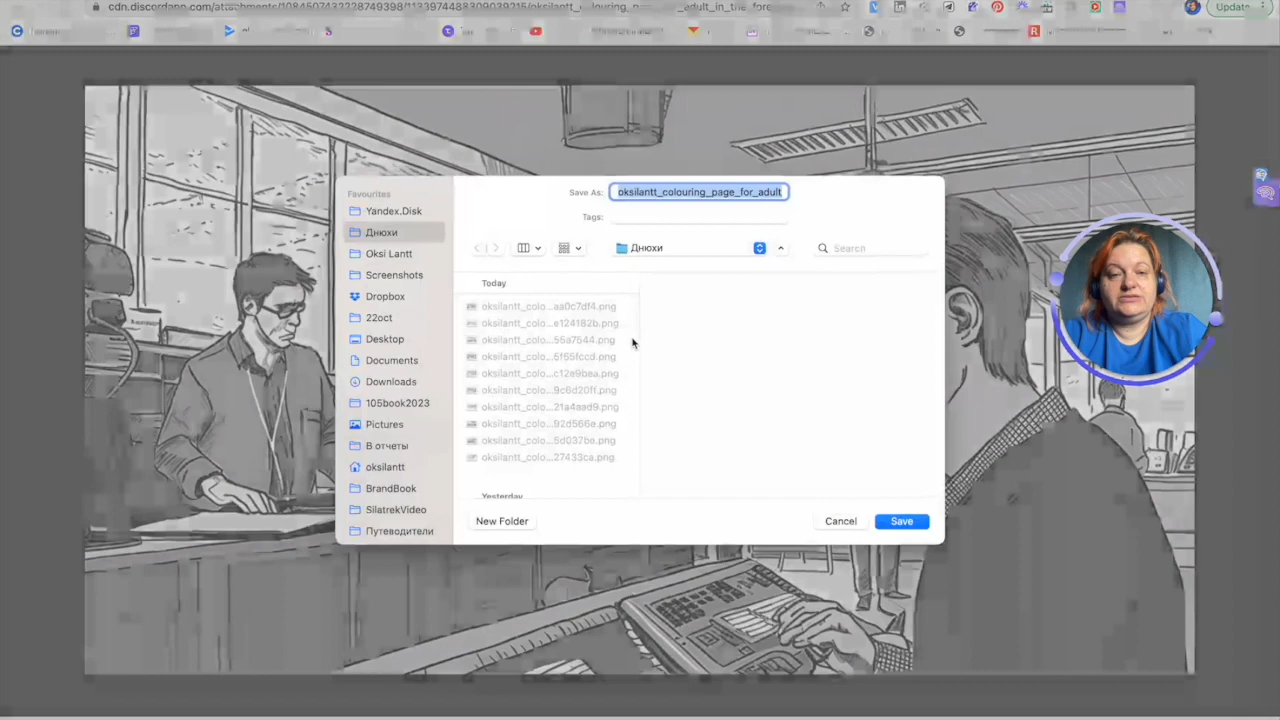 Update
Favourites
Yandex.Disk
Днюхи
Oksi Lantt
Screenshots
Dropbox
22oct
Desktop
Documents
Downloads
105book2023
Pictures
В отчеты
oksilantt
BrandBook
SilatrekVideo
Путеводители
Save As: oksilantt_colouring_page_for_adult
Tags:
Днюхи
Search
Today
oksilantt_colo...aa0c7df4.png
oksilantt_colo...e124182b.png
oksilantt_colo...55a7544.png
oksilantt_colo...5f55fccd.png
oksilantt_colo...c12e9bea.png
oksilantt_colo...9c6d20ff.png
oksilantt_colo...21a4aad9.png
oksilantt_colo...92d566e.png
oksilantt_colo...5d037be.png
oksilantt_colo...27433ca.png
Yesterday
New Folder
Cancel
Save